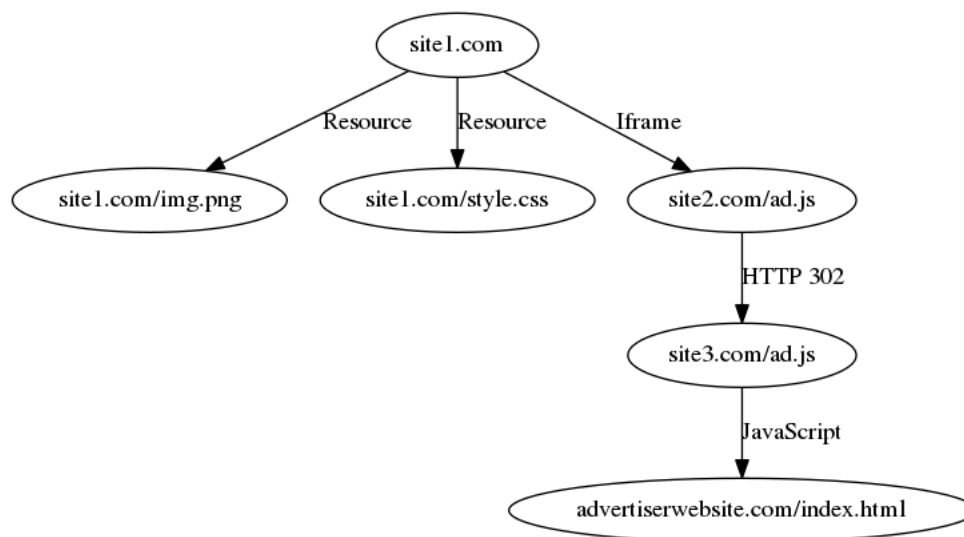 site1.com
Resource
Resource
Iframe
site1.com/img.png
site1.com/style.css
site2.com/ad.js
HTTP 302
site3.com/ad.js
JavaScript
advertiserwebsite.com/index.html